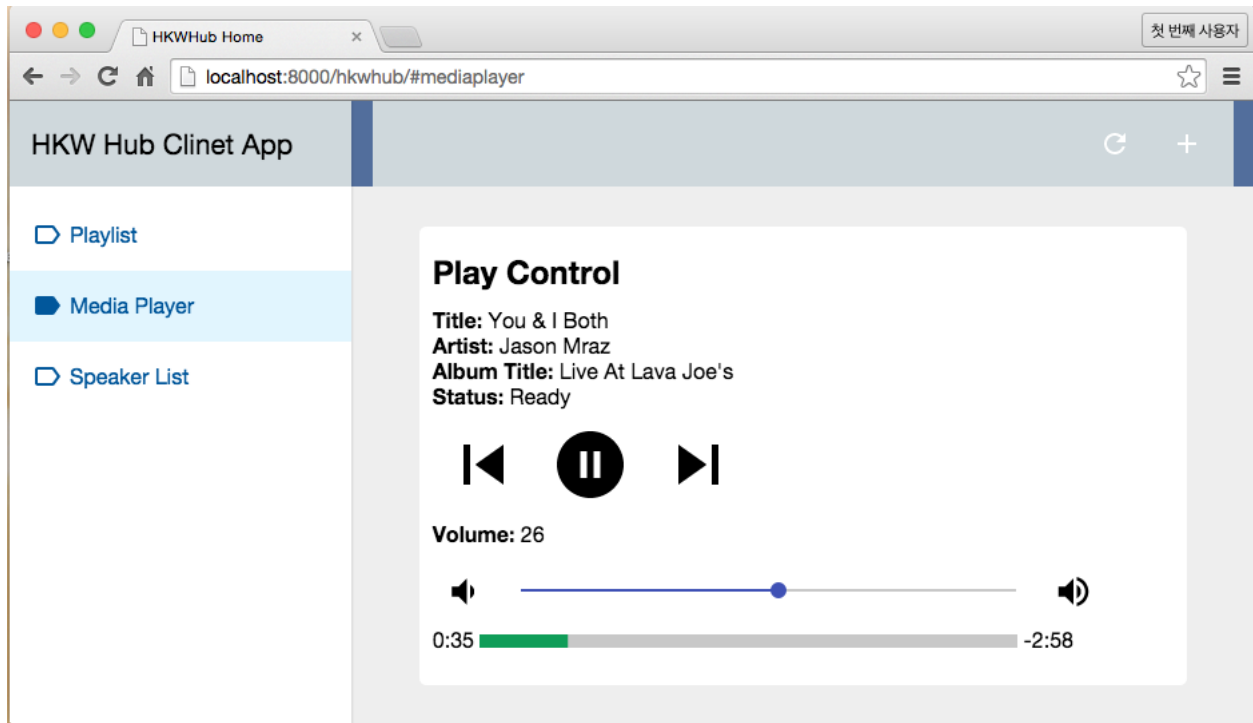 HKWHub Home
첫 번째 사용자
localhost:8000/hkwhub/#mediaplayer
HKW Hub Clinet App
Playlist
Media Player
Speaker List
Play Control
Title: You & I Both
Artist: Jason Mraz
Album Title: Live At Lava Joe's
Status: Ready
Volume: 26
0:35 -2:58